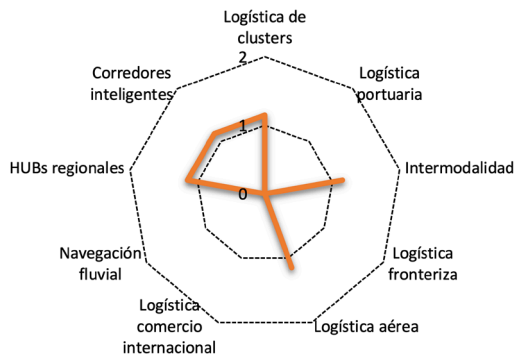 Logística de
clusters
2
Corredores
inteligentes
Logística
portuaria
1
HUBs regionales
Intermodalidad
0
Navegación
fluvial
Logística
fronteriza
Logística
comercio
internacional
Logística aérea